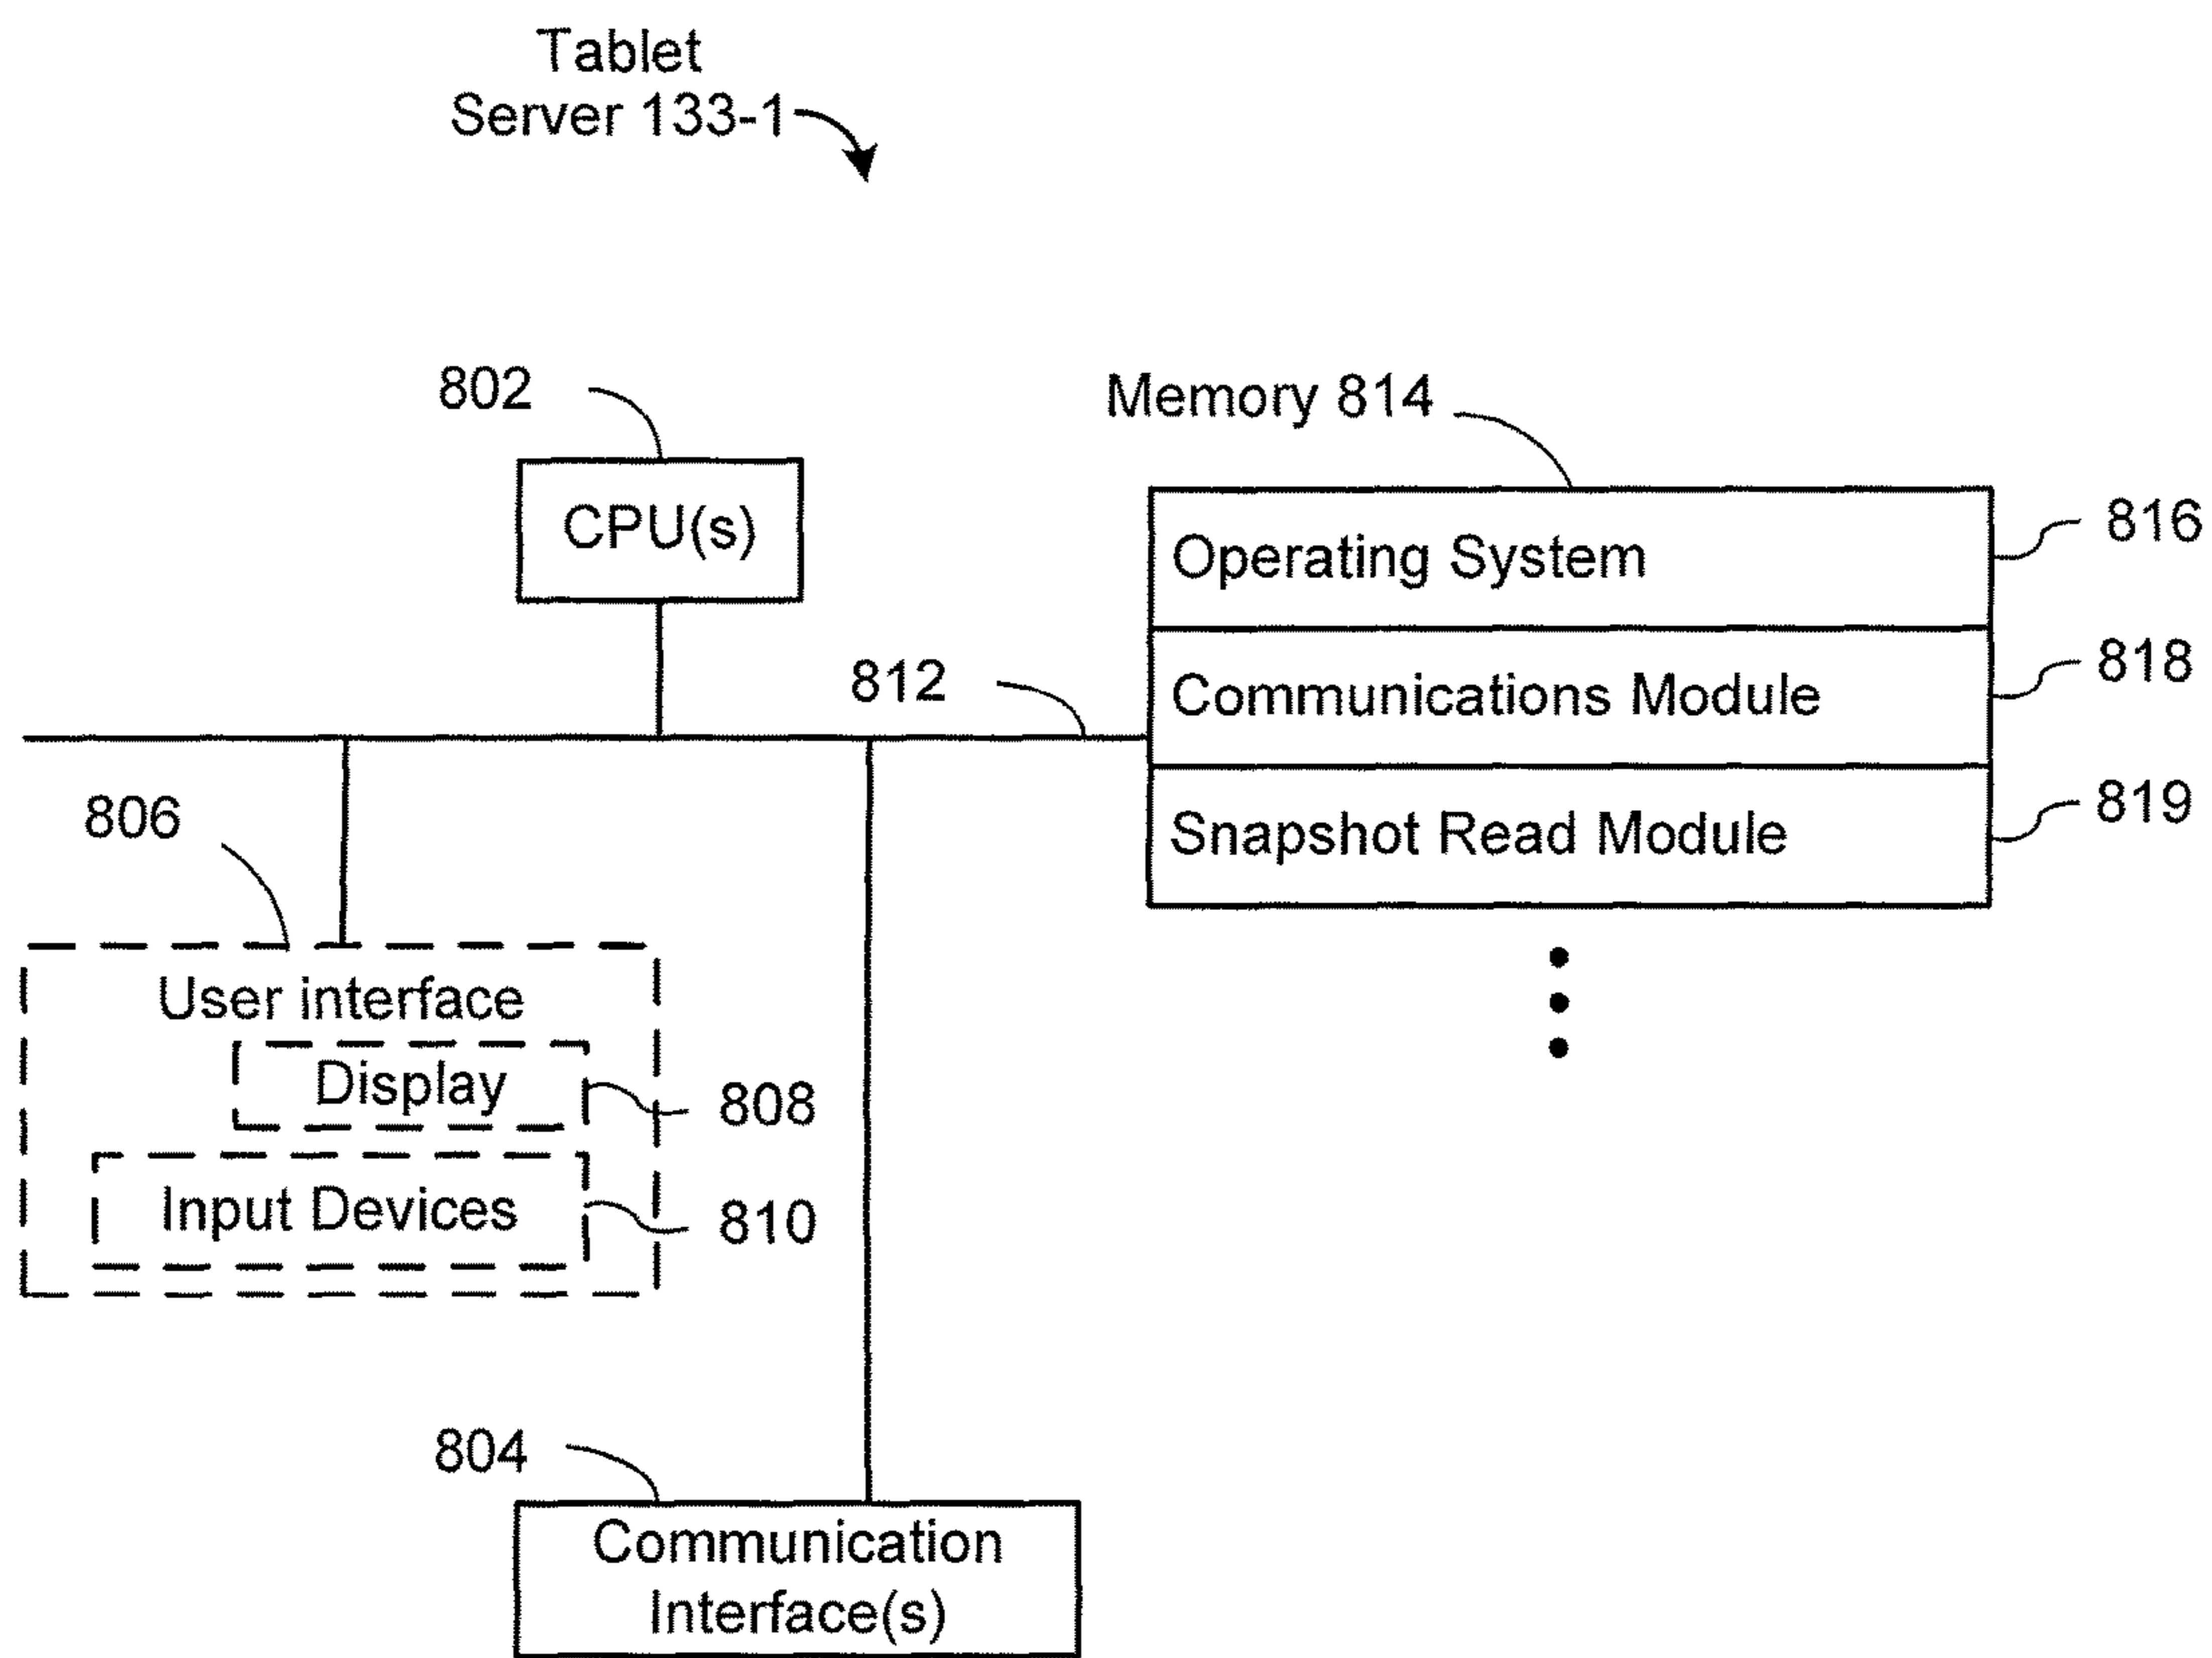 Tablet
Server 133-1
802
CPU(s)
Memory 814
Operating System
816
Communications Module
818
Snapshot Read Module
819
812
806
User interface
Display
808
Input Devices
810
804
Communication
Interface(s)